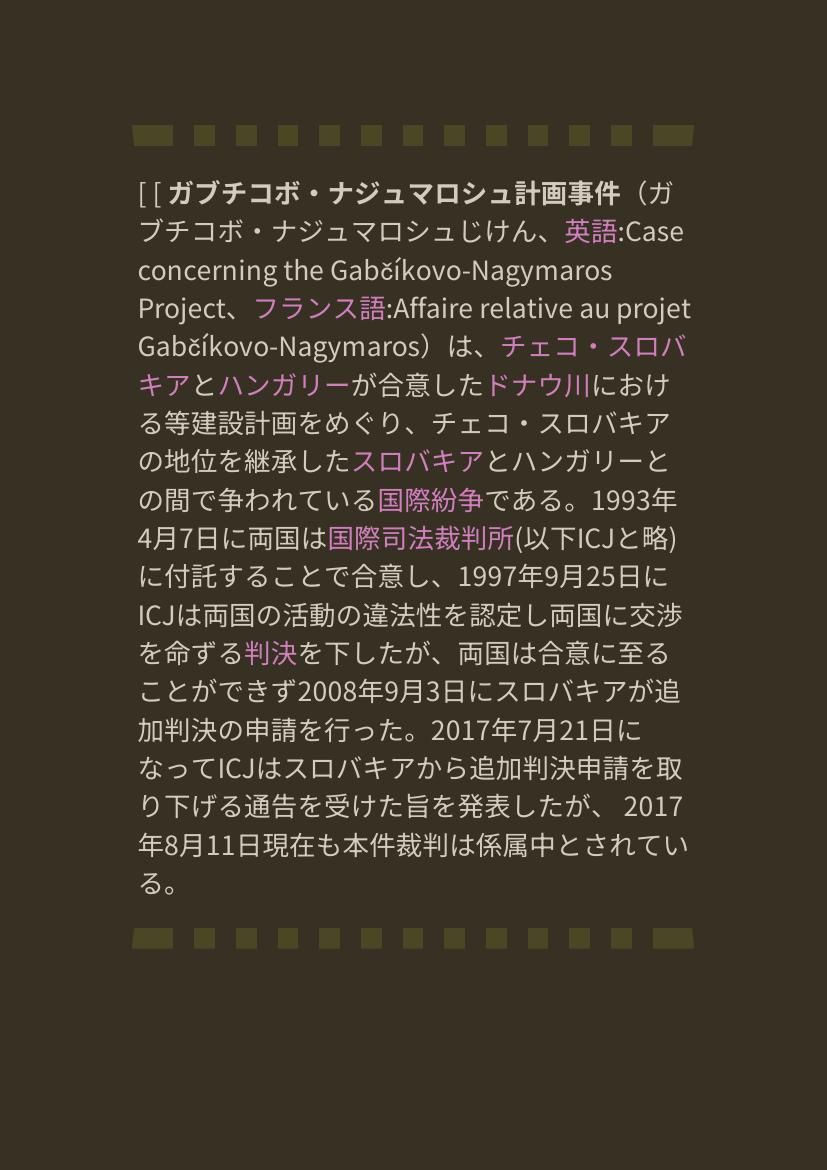 [ [ ガブチコボ・ナジュマロシュ計画事件（ガ
ブチコボ・ナジュマロシュじけん、英語:Case
concerning the Gabčíkovo-Nagymaros
Project、フランス語:Affaire relative au projet
Gabčíkovo-Nagymaros）は、チェコ・スロバ
キアとハンガリーが合意したドナウ川におけ
る等建設計画をめぐり、チェコ・スロバキア
の地位を継承したスロバキアとハンガリーと
の間で争われている国際紛争である。1993年
4月7日に両国は国際司法裁判所(以下ICJと略)
に付託することで合意し、1997年9月25日に
ICJは両国の活動の違法性を認定し両国に交渉
を命ずる判決を下したが、両国は合意に至る
ことができず2008年9月3日にスロバキアが追
加判決の申請を行った。2017年7月21日に
なってICJはスロバキアから追加判決申請を取
り下げる通告を受けた旨を発表したが、 2017
年8月11日現在も本件裁判は係属中とされてい
る。